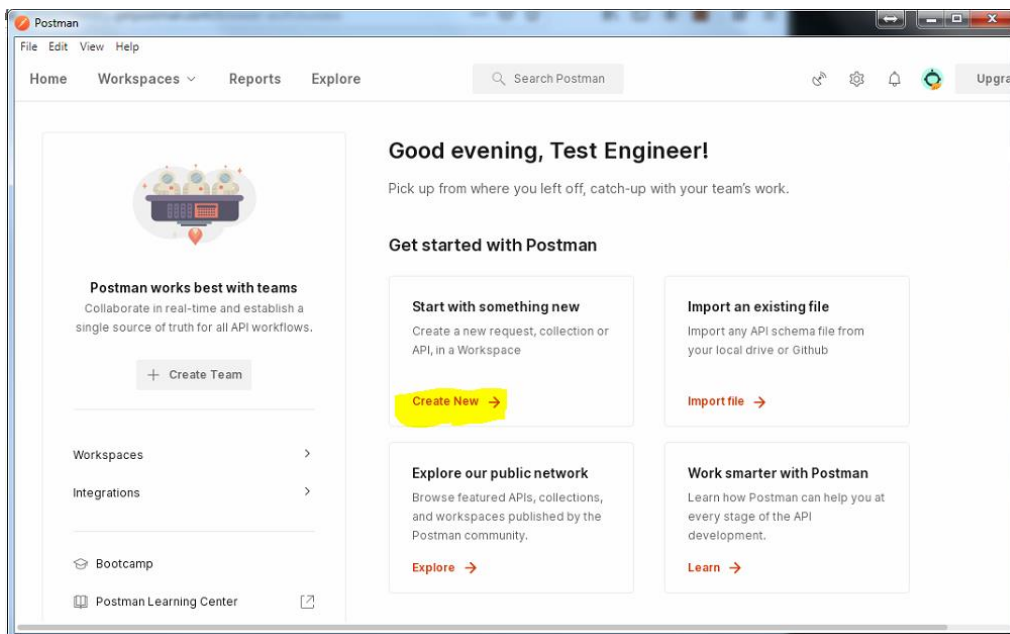 Postman
File Edit View Help
Home Workspaces Reports Explore Search Postman
Good evening, Test Engineer!
Pick up from where you left off, catch-up with your team's work.
Postman works best with teams
Collaborate in real-time and establish a
single source of truth for all API workflows.
+ Create Team
Workspaces
Integrations
Bootcamp
Postman Learning Center
Get started with Postman
Start with something new
Create a new request, collection or
API, in a Workspace
Create New →
Import an existing file
Import any API schema file from
your local drive or Github
Import file →
Explore our public network
Browse featured APIs, collections,
and workspaces published by the
Postman community.
Explore →
Work smarter with Postman
Learn how Postman can help you at
every stage of the API
development.
Learn →